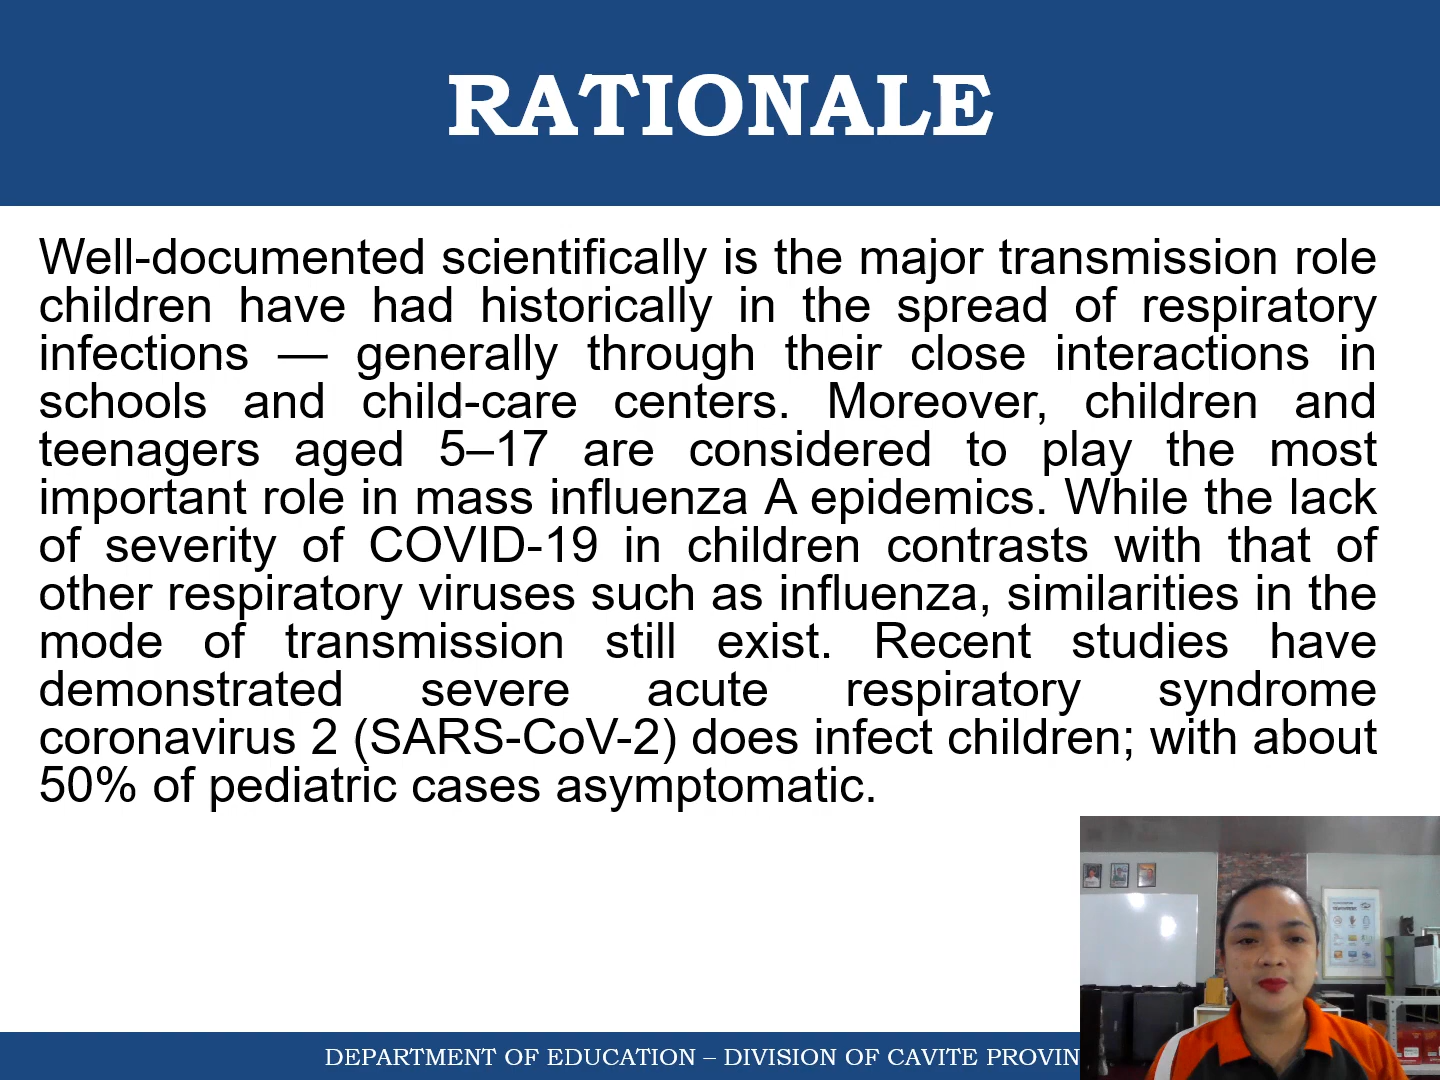 RATIONALE
Well-documented scientifically is the major transmission role
children have had historically in the spread of respiratory
infections — generally through their close interactions in
schools and child-care centers. Moreover, children and
teenagers aged 5–17 are considered to play the most
important role in mass influenza A epidemics. While the lack
of severity of COVID-19 in children contrasts with that of
other respiratory viruses such as influenza, similarities in the
mode of transmission still exist. Recent studies have
demonstrated severe acute respiratory syndrome
coronavirus 2 (SARS-CoV-2) does infect children; with about
50% of pediatric cases asymptomatic.
DEPARTMENT OF EDUCATION – DIVISION OF CAVITE PROVIN